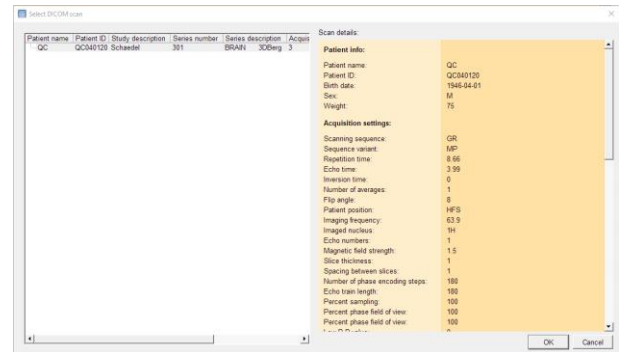 Select DICOM scan
Patient name Patient ID Study description Series number Series description Acqui
QC QC040120 Schaedel 301 BRAIN 3DBerg 3
Scan details:
Patient info:
Patient name: QC
Patient ID: QC040120
Birth date: 1946-04-01
Sex: M
Weight: 75
Acquisition settings:
Scanning sequence: GR
Sequence variant: MP
Repetition time: 8.66
Echo time: 3.99
Inversion time: 0
Number of averages: 1
Flip angle: 8
Patient position: HFS
Imaging frequency: 63.9
Imaged nucleus: 1H
Echo numbers: 1
Magnetic field strength: 1.5
Slice thickness: 1
Spacing between slices: 1
Number of phase encoding steps: 180
Echo train length: 180
Percent sampling: 100
Percent phase field of view: 100
Percent phase field of view: 100
OK Cancel